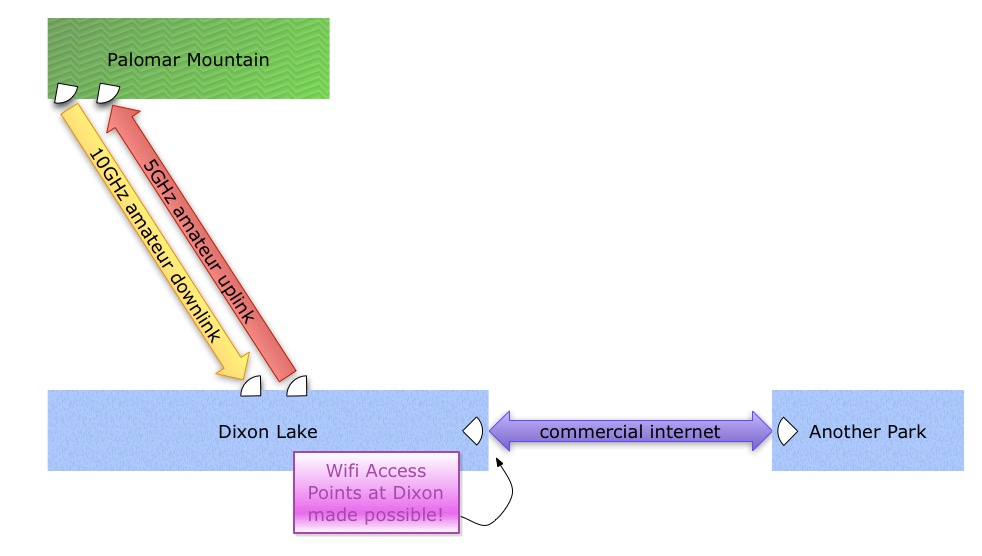 Palomar Mountain
10GHz amateur downlink
5GHz amateur uplink
Dixon Lake
commercial internet
Another Park
Wifi Access
Points at Dixon
made possible!